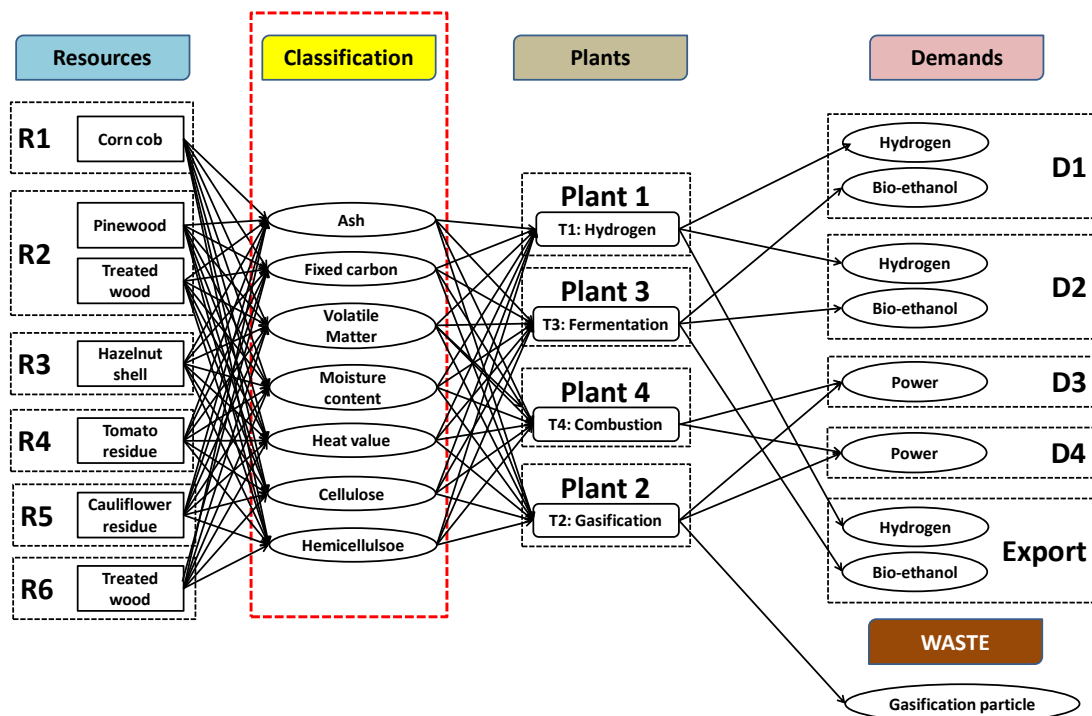 Resources
Classification
Plants
Demands
R1
Corn cob
R2
Pinewood
Treated
wood
R3
Hazelnut
shell
R4
Tomato
residue
R5
Cauliflower
residue
R6
Treated
wood
Ash
Fixed carbon
Volatile
Matter
Moisture
content
Heat value
Cellulose
Hemicellulsoe
Plant 1
T1: Hydrogen
Plant 3
T3: Fermentation
Plant 4
T4: Combustion
Plant 2
T2: Gasification
Hydrogen
Bio-ethanol
D1
Hydrogen
Bio-ethanol
D2
Power
D3
Power
D4
Hydrogen
Bio-ethanol
Export
WASTE
Gasification particle